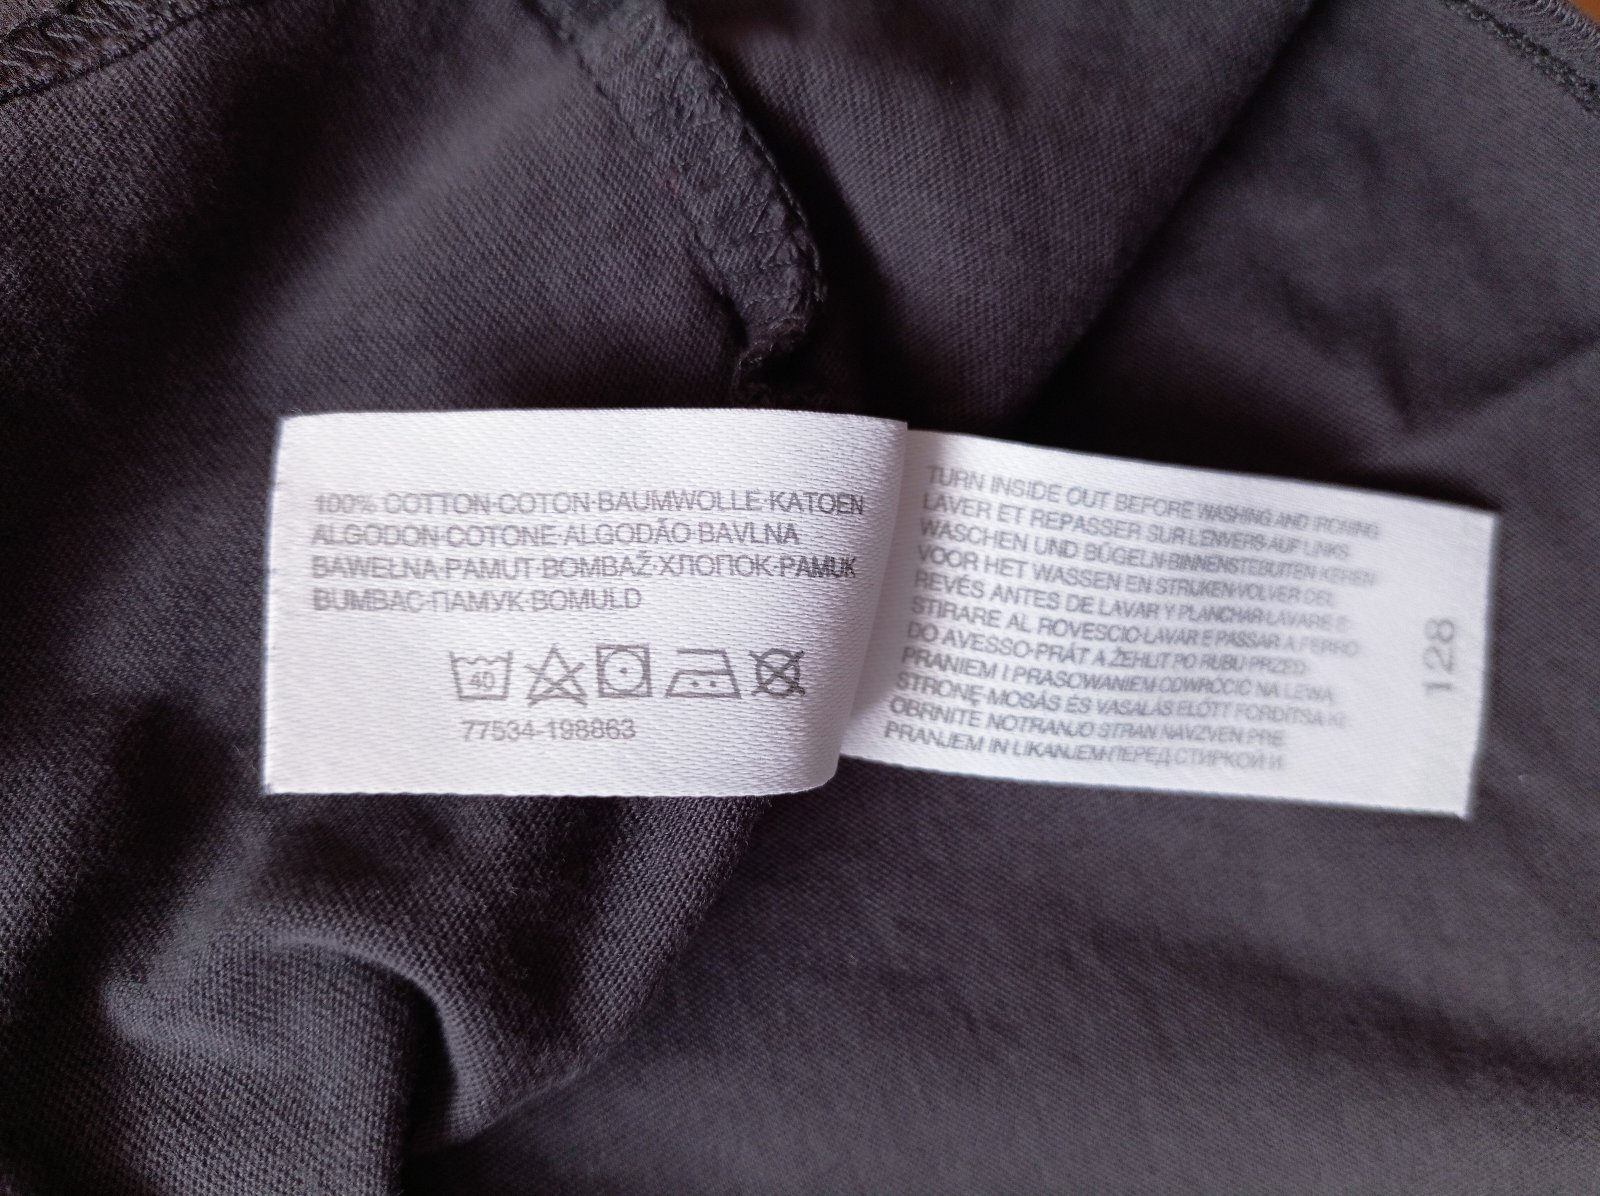 100% COTTON·COTON·BAUMWOLLE·KATOEN
ALGODON·COTONE·ALGODÃO·BAVLNA
BAWEŁNA·PAMUT·BOMBAŽ·ХЛОПОК·PAMUK
BUMBAC·ПАМУК·BOMULD
40
77534-198863
TURN INSIDE OUT BEFORE WASHING AND IRONING
LAVER ET REPASSER SUR L'ENVERS·AUF LINKS
WASCHEN UND BÜGELN·BINNENSTEBUITEN KEREN
VOOR HET WASSEN EN STRIJKEN·VOLVER DEL
REVÉS ANTES DE LAVAR Y PLANCHAR·LAVARE E
STIRARE AL ROVESCIO·LAVAR E PASSAR A FERRO
DO AVESSO·PRÁT A ŽEHLIT PO RUBU·PRZED
PRANIEM I PRASOWANIEM ODWRÓCIĆ NA LEWĄ
STRONĘ·MOSÁS ÉS VASALÁS ELŐTT FORDÍTSA KI
OBRNITE NOTRANJO STRAN NAVZVEN PRE
PRANJEM IN LIKANJEM·ПЕРЕД СТИРКОЙ И
128